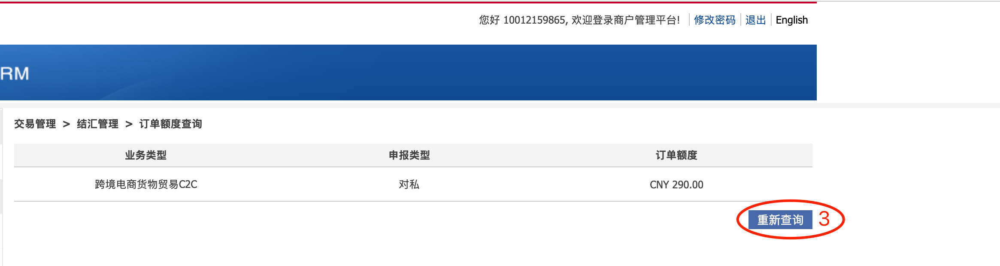 您好 10012159865, 欢迎登录商户管理平台! 修改密码 退出 English
RM
交易管理 > 结汇管理 > 订单额度查询
业务类型 申报类型 订单额度
跨境电商货物贸易C2C 对私 CNY 290.00
重新查询 3